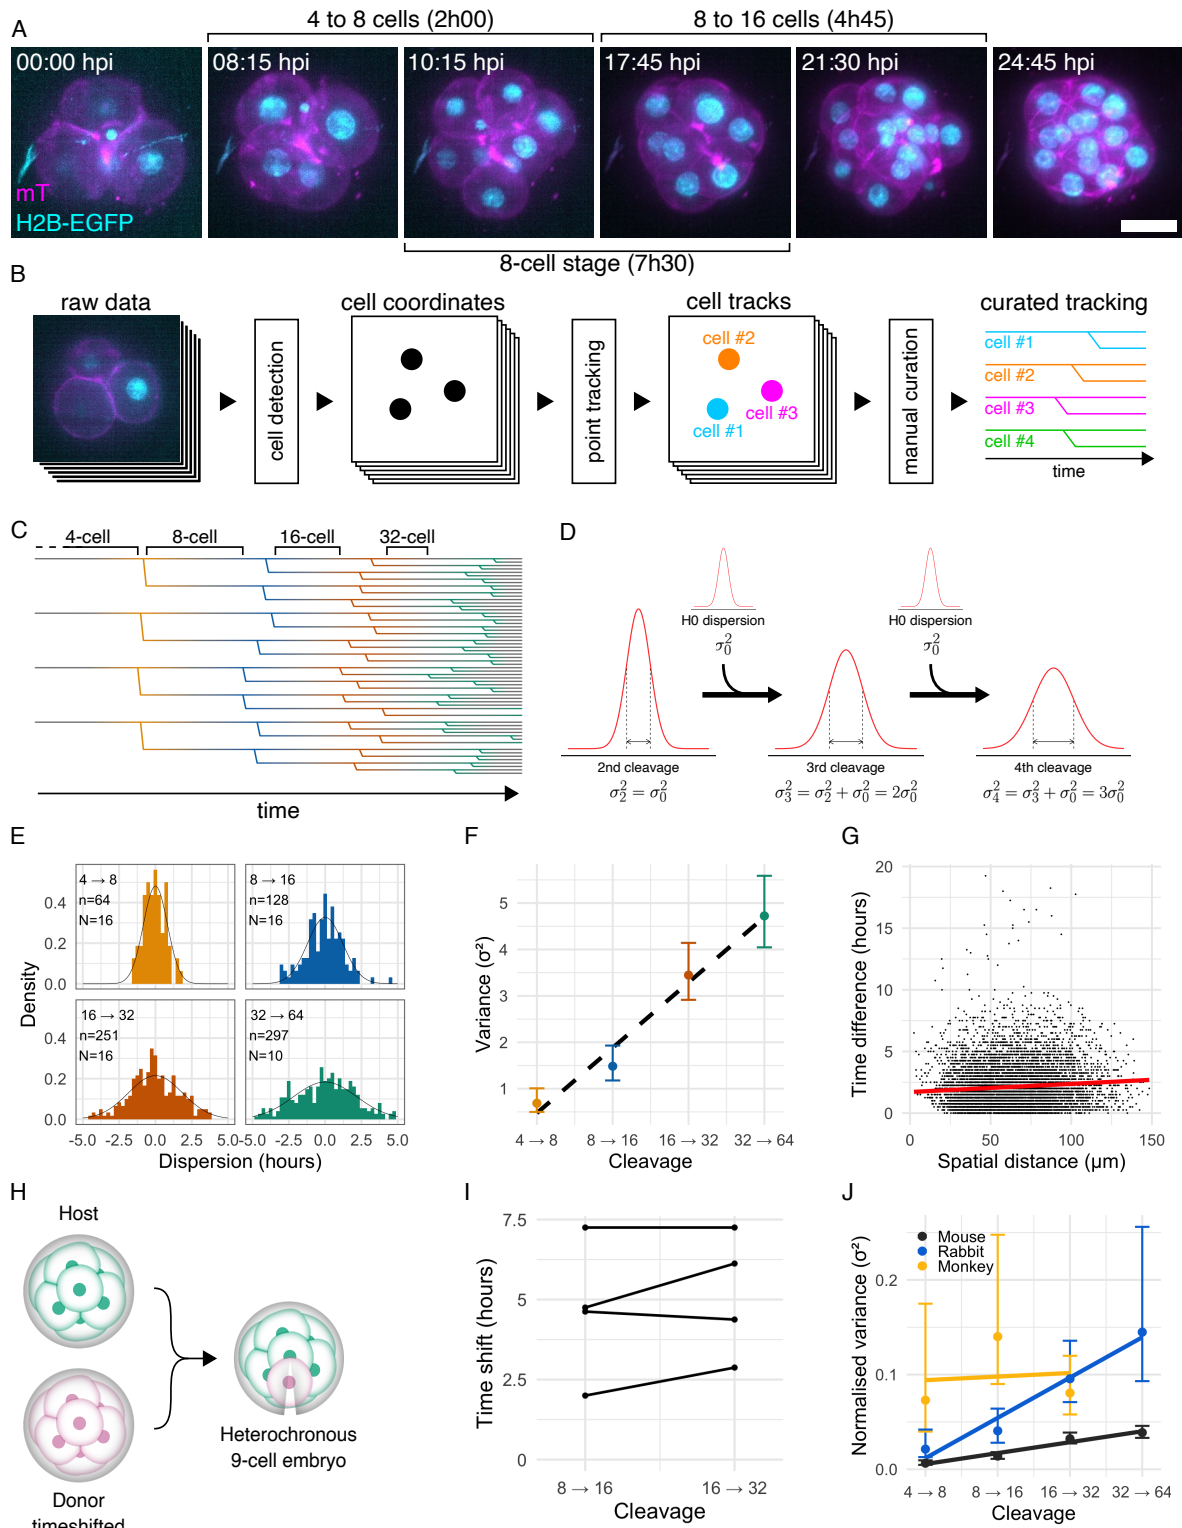 A
4 to 8 cells (2h00)
8 to 16 cells (4h45)
00:00 hpi
08:15 hpi
10:15 hpi
17:45 hpi
21:30 hpi
24:45 hpi
mT
H2B-EGFP
8-cell stage (7h30)
B
raw data
cell detection
cell coordinates
point tracking
cell tracks
cell #2
cell #3
cell #1
manual curation
curated tracking
cell #1
cell #2
cell #3
cell #4
time
C
4-cell
8-cell
16-cell
32-cell
time
D
H0 dispersion
σ₀²
H0 dispersion
σ₀²
2nd cleavage
σ₂² = σ₀²
3rd cleavage
σ₃² = σ₂² + σ₀² = 2σ₀²
4th cleavage
σ₄² = σ₃² + σ₀² = 3σ₀²
E
Density
0.4
0.2
0.0
4 → 8
n=64
N=16
8 → 16
n=128
N=16
0.4
0.2
0.0
16 → 32
n=251
N=16
32 → 64
n=297
N=10
-5.0 -2.5 0.0 2.5 5.0
-5.0 -2.5 0.0 2.5 5.0
Dispersion (hours)
F
Variance (σ²)
5
4
3
2
1
4 → 8
8 → 16
16 → 32
32 → 64
Cleavage
G
Time difference (hours)
20
15
10
5
0
0 50 100 150
Spatial distance (µm)
H
Host
Donor
timeshifted
Heterochronous
9-cell embryo
I
Time shift (hours)
7.5
5
2.5
0
8 → 16
16 → 32
Cleavage
J
Normalised variance (σ²)
Mouse
Rabbit
Monkey
0.2
0.1
0.0
4 → 8
8 → 16
16 → 32
32 → 64
Cleavage